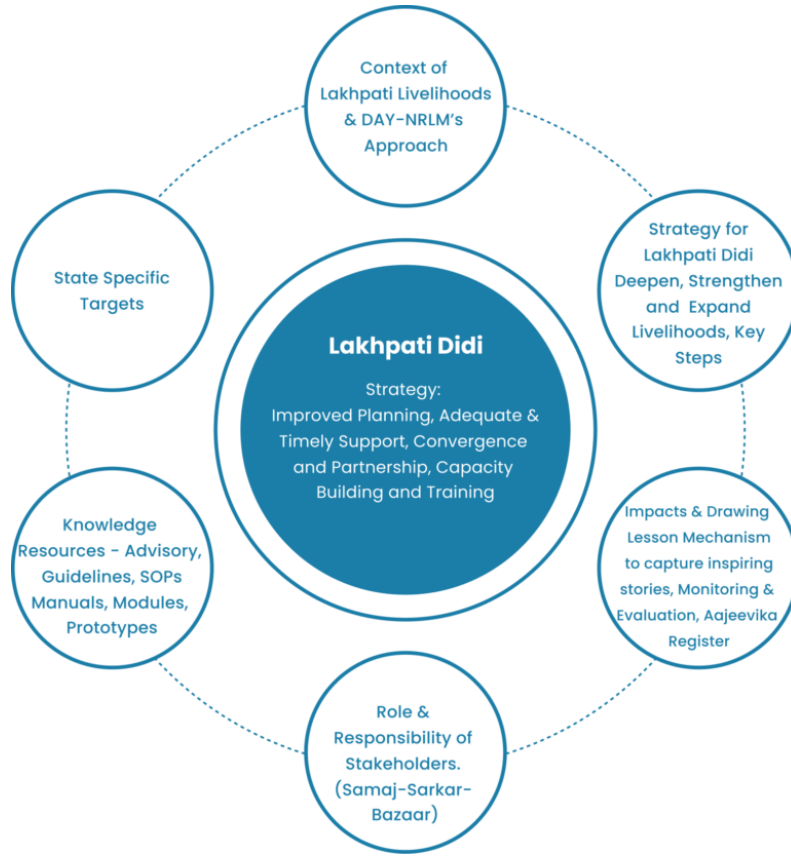 Context of
Lakhpati Livelihoods
& DAY-NRLM's
Approach
Strategy for
Lakhpati Didi
Deepen, Strengthen
and Expand
Livelihoods, Key
Steps
Impacts & Drawing
Lesson Mechanism
to capture inspiring
stories, Monitoring &
Evaluation, Aajeevika
Register
Role &
Responsibility of
Stakeholders.
(Samaj-Sarkar-
Bazaar)
Knowledge
Resources - Advisory,
Guidelines, SOPs
Manuals, Modules,
Prototypes
State Specific
Targets
Lakhpati Didi
Strategy:
Improved Planning, Adequate &
Timely Support, Convergence
and Partnership, Capacity
Building and Training